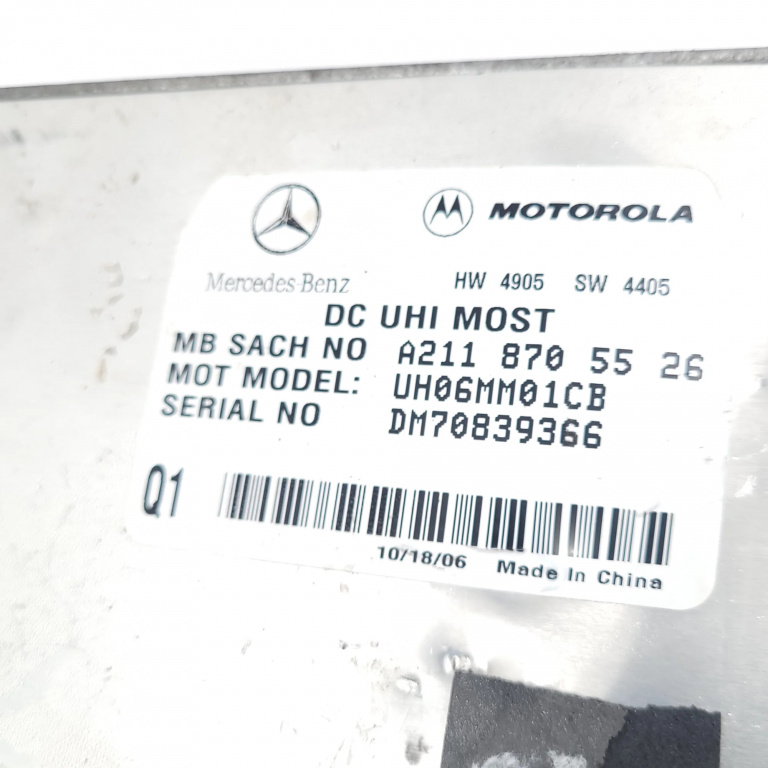 MOTOROLA
Mercedes-Benz HW 4905 SW 4405
DC UHI MOST
MB SACH NO A211 870 55 26
MOT MODEL: UH06MM01CB
SERIAL NO DM70839366
Q1
10/18/06 Made In China